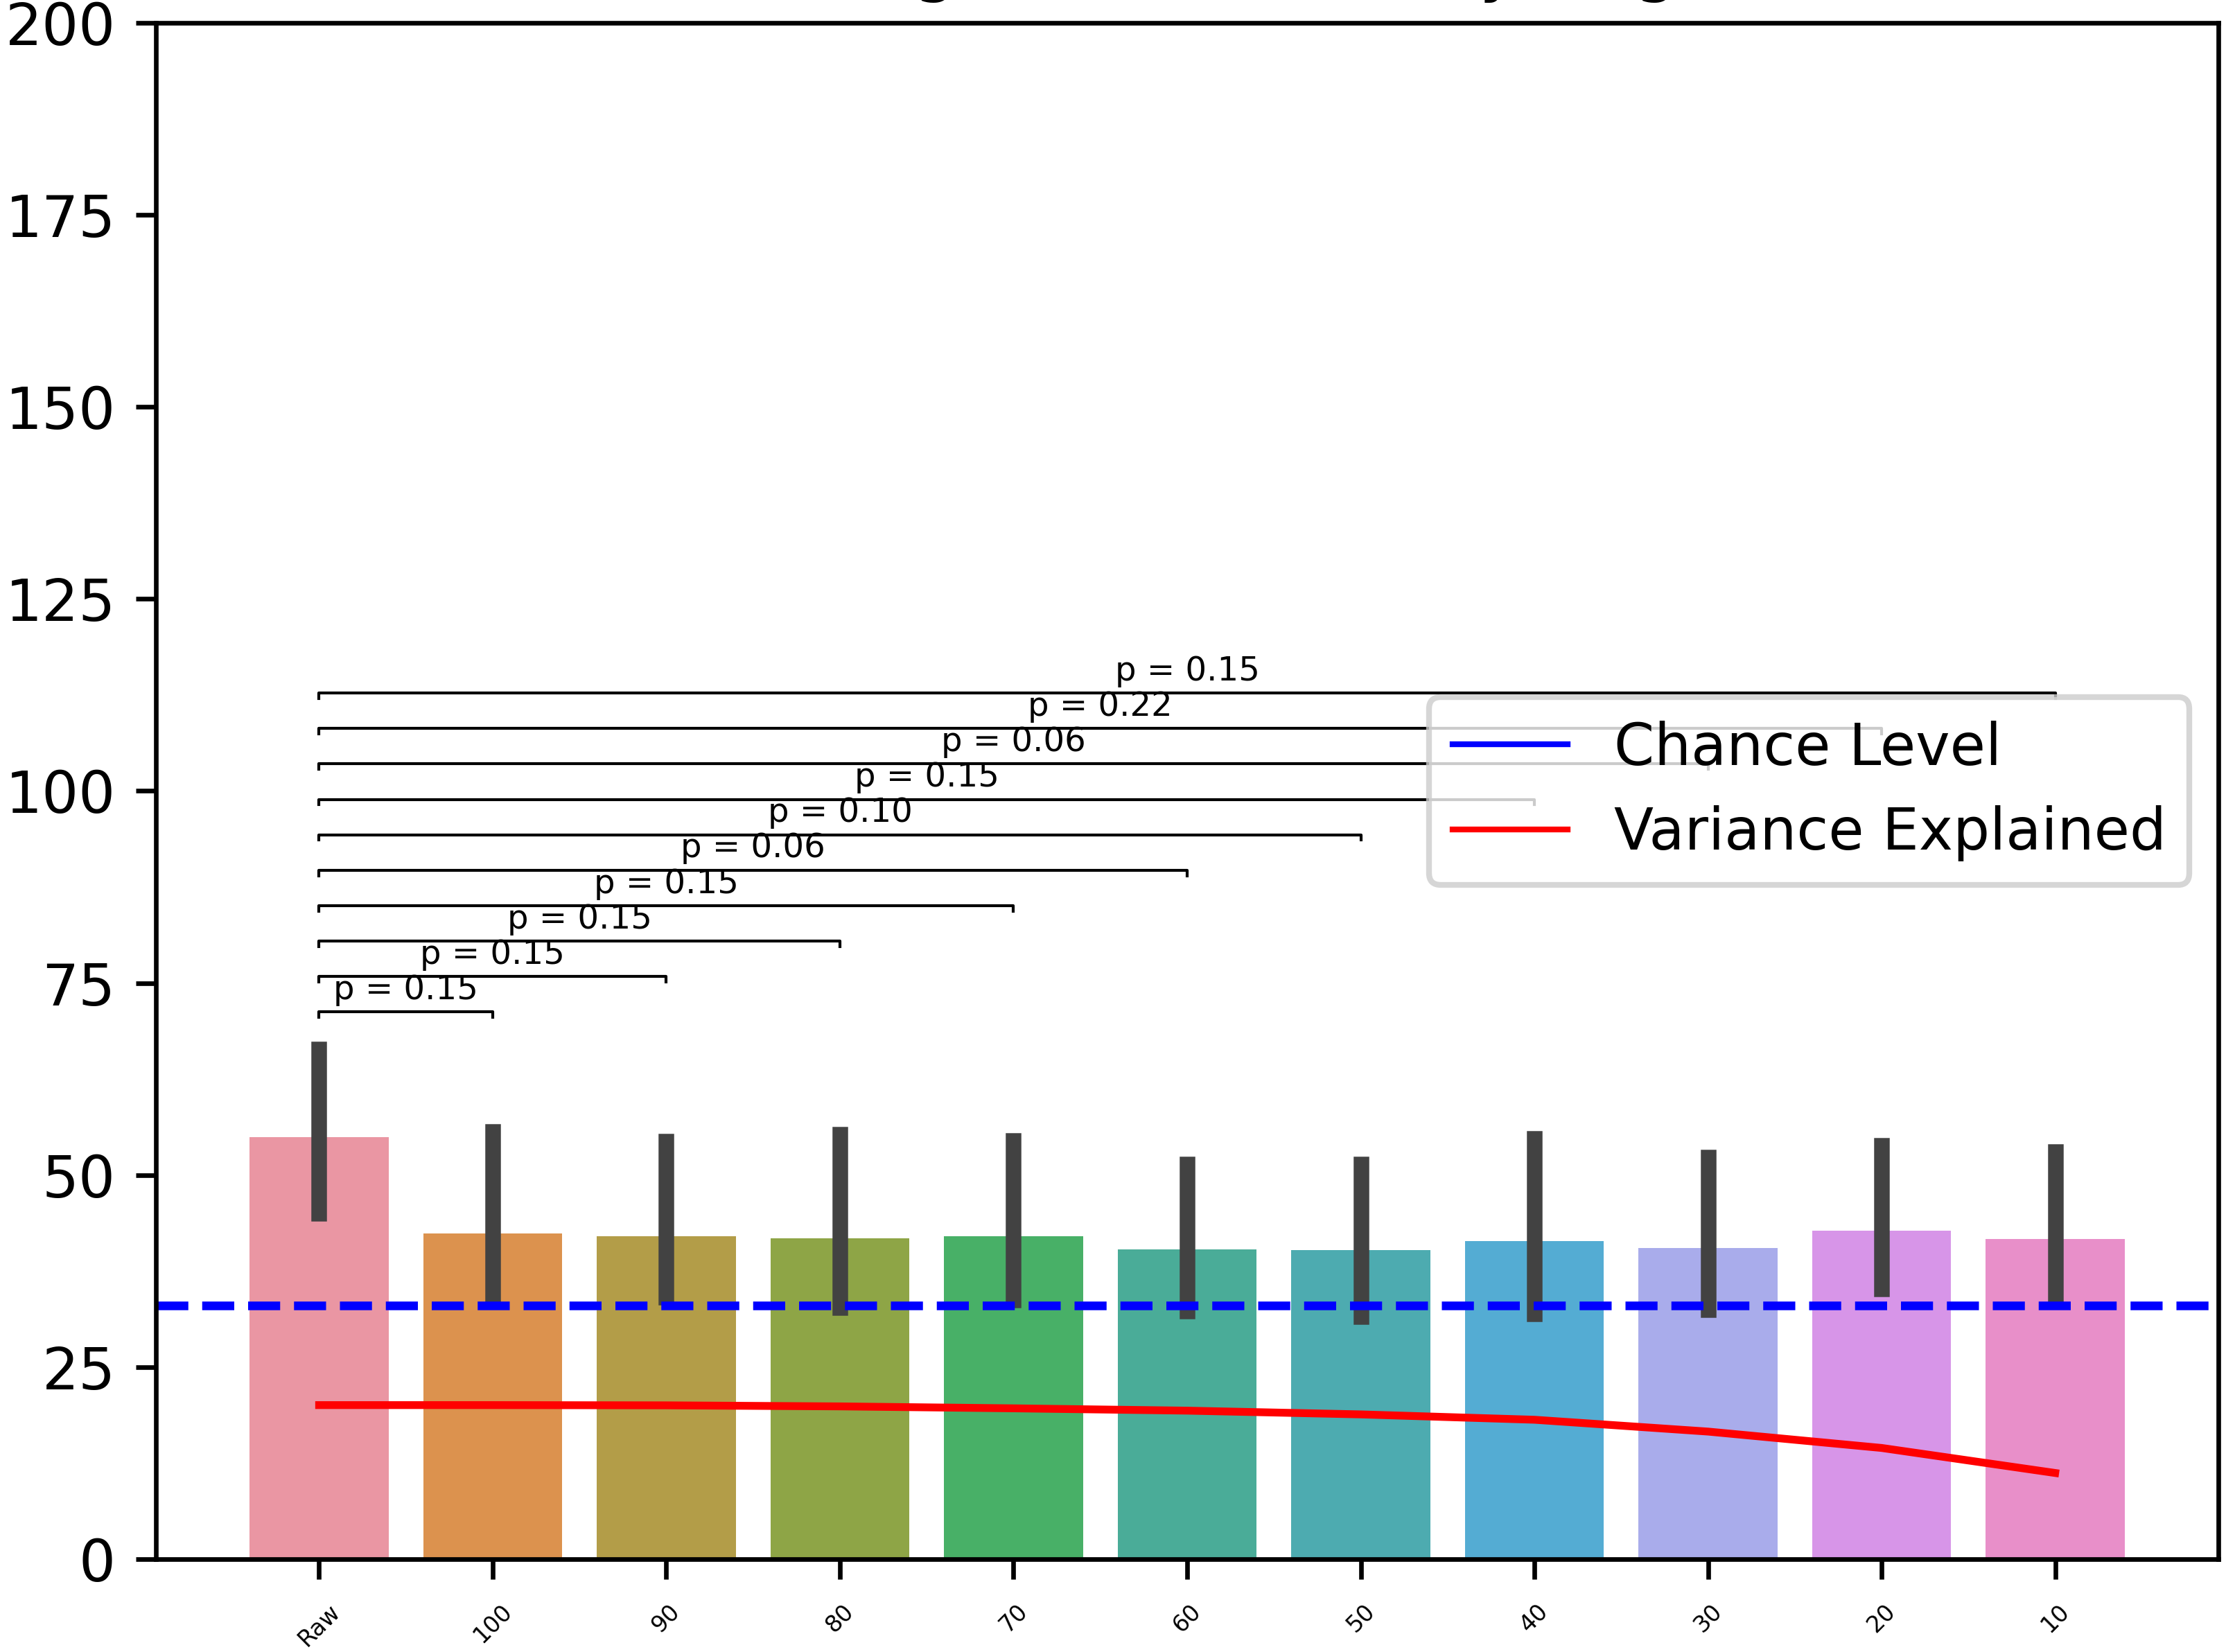 200
175
150
125
100
75
50
25
0
p = 0.15
p = 0.22
p = 0.06
p = 0.15
p = 0.10
p = 0.06
p = 0.15
p = 0.15
p = 0.15
p = 0.15
Chance Level
Variance Explained
Raw 100 90 80 70 60 50 40 30 20 10